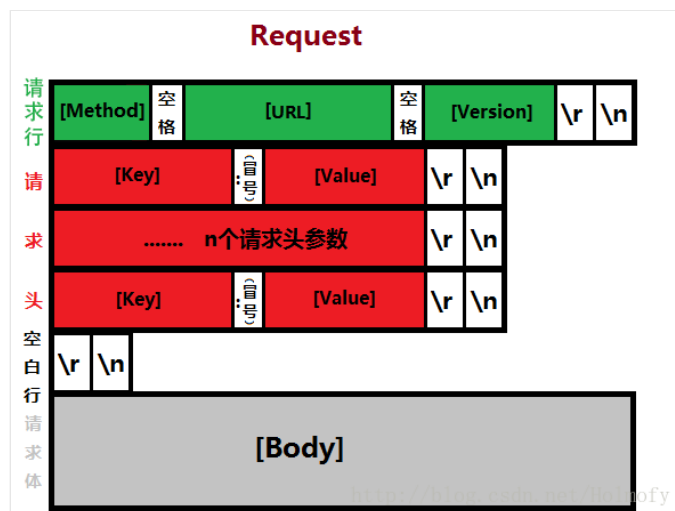 Request
请求行 [Method] 空格 [URL] 空格 [Version] \r \n
请 [Key] :(冒号) [Value] \r \n
求 ....... n个请求头参数 \r \n
头 [Key] :(冒号) [Value] \r \n
空白行 \r \n
请求体 [Body]